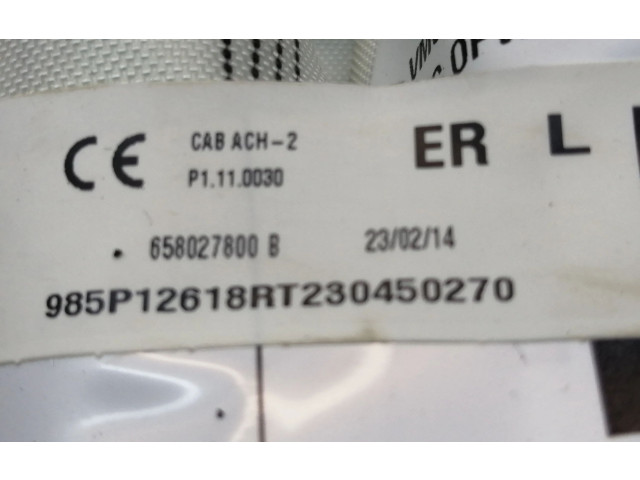 CE CAB ACH-2 ER L
P1.11.0030
658027800 B 23/02/14
985P12618RT230450270